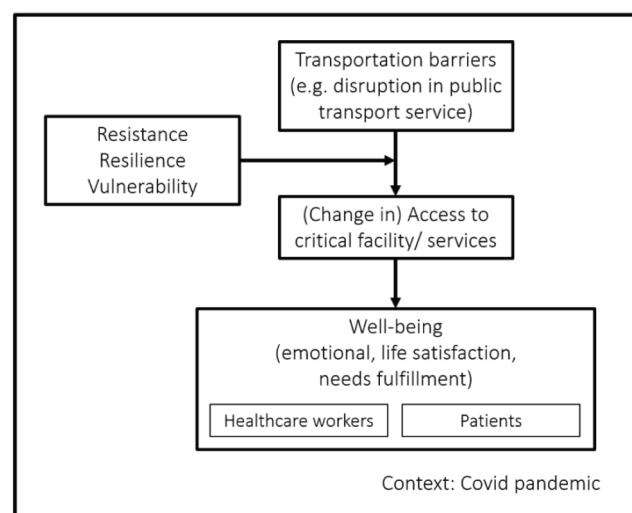 Transportation barriers
(e.g. disruption in public
transport service)
Resistance
Resilience
Vulnerability
(Change in) Access to
critical facility/ services
Well-being
(emotional, life satisfaction,
needs fulfillment)
Healthcare workers
Patients
Context: Covid pandemic